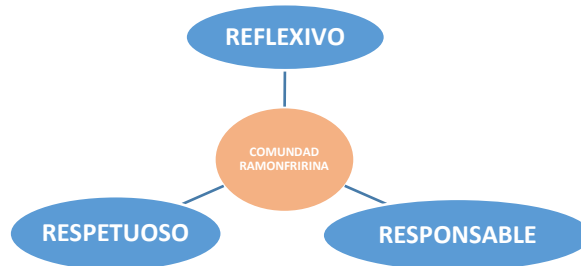 REFLEXIVO
COMUNDAD
RAMONFRIRINA
RESPETUOSO
RESPONSABLE